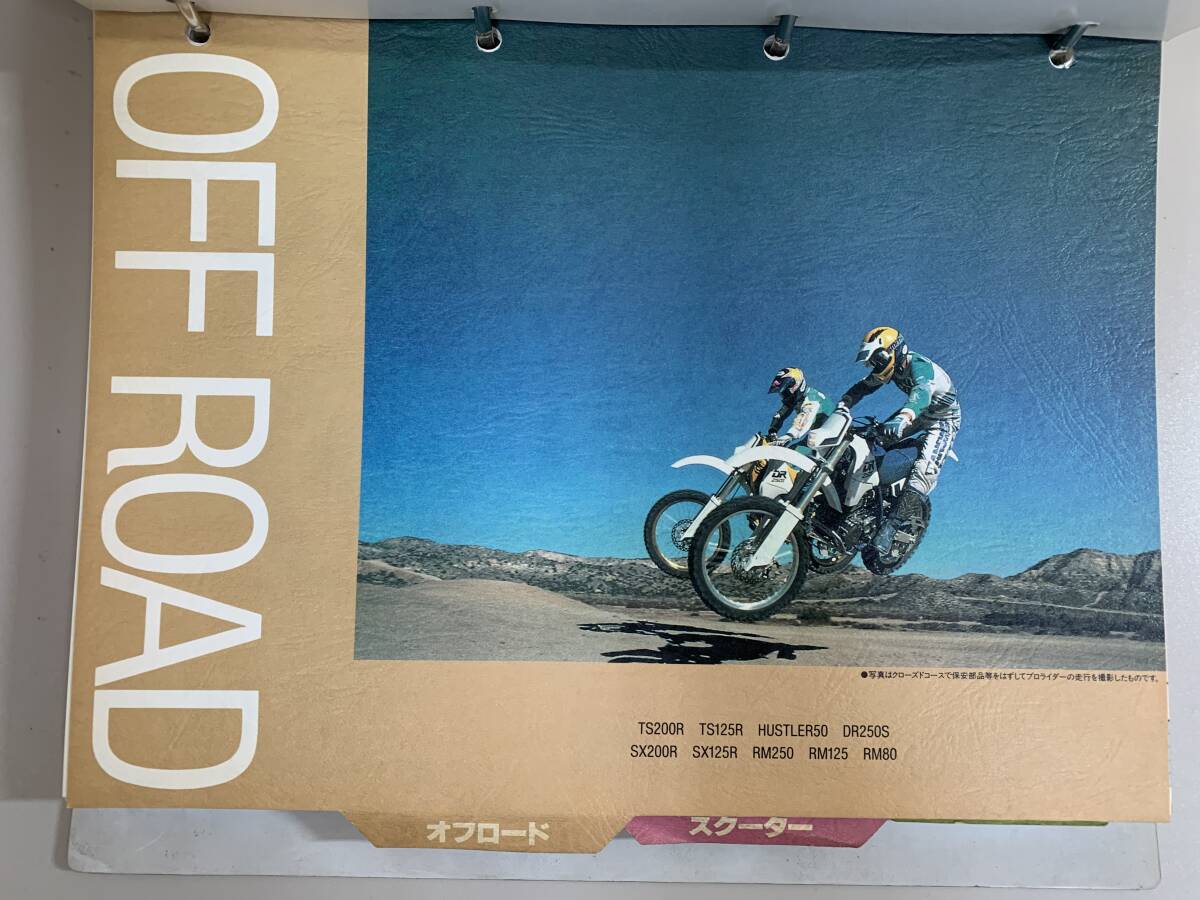 OFF ROAD
DR
●写真はクローズドコースで保安部品等をはずしてプロライダーの走行を撮影したものです。
TS200R TS125R HUSTLER50 DR250S
SX200R SX125R RM250 RM125 RM80
オフロード
スクーター